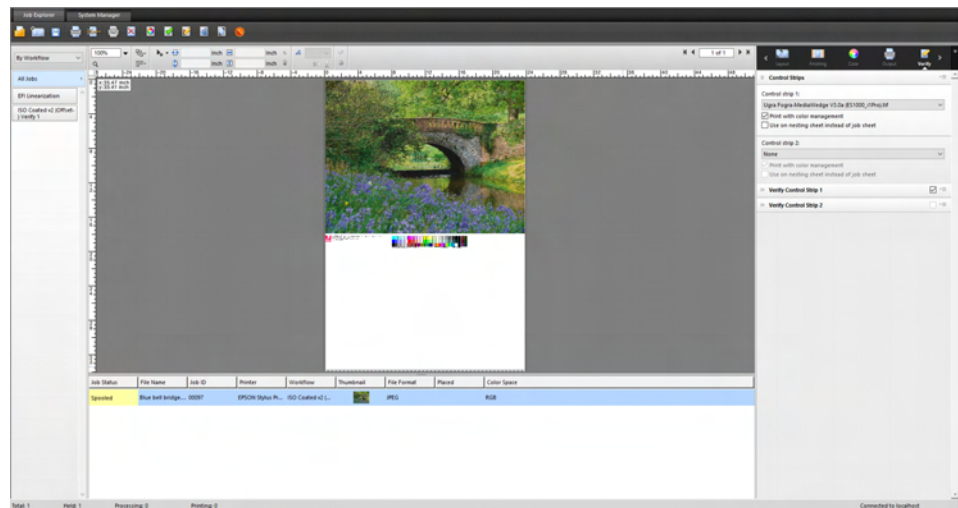 Job Explorer
System Manager
By Workflow
100%
inch
inch
inch
inch
1 of 1
Layout
Finishing
Color
Output
Verify
All Jobs
EFI Linearization
ISO Coated v2 (Offset-
) Verify 1
Control Strips
Control strip 1:
Ugra Fogra-MediaWedge V3.0a (ES1000_i1Pro).tif
Print with color management
Use on nesting sheet instead of job sheet
Control strip 2:
None
Print with color management
Use on nesting sheet instead of job sheet
Verify Control Strip 1
Verify Control Strip 2
Job Status File Name Job ID Printer Workflow Thumbnail File Format Placed Color Space
Spooled Blue bell bridge... 00097 EPSON Stylus Pr... ISO Coated v2 (... JPEG RGB
Total: 1 Held: 1 Processing: 0 Printing: 0 Connected to localhost